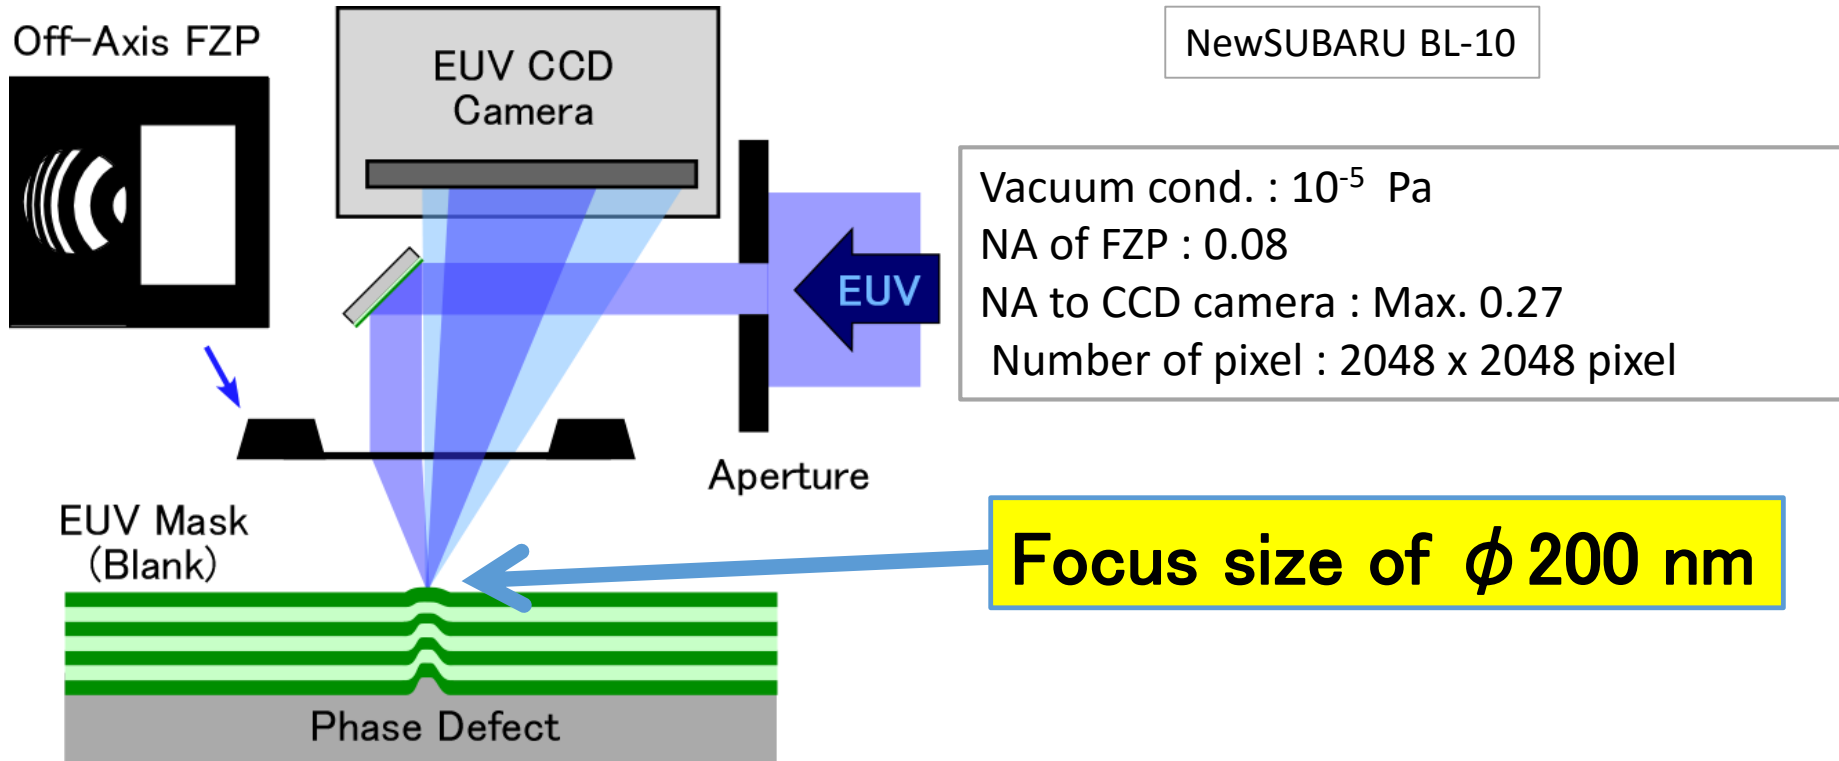 Off-Axis FZP
EUV CCD
Camera
NewSUBARU BL-10
Vacuum cond. : 10⁻⁵ Pa
NA of FZP : 0.08
NA to CCD camera : Max. 0.27
Number of pixel : 2048 x 2048 pixel
EUV
Aperture
EUV Mask
(Blank)
Focus size of ϕ200 nm
Phase Defect